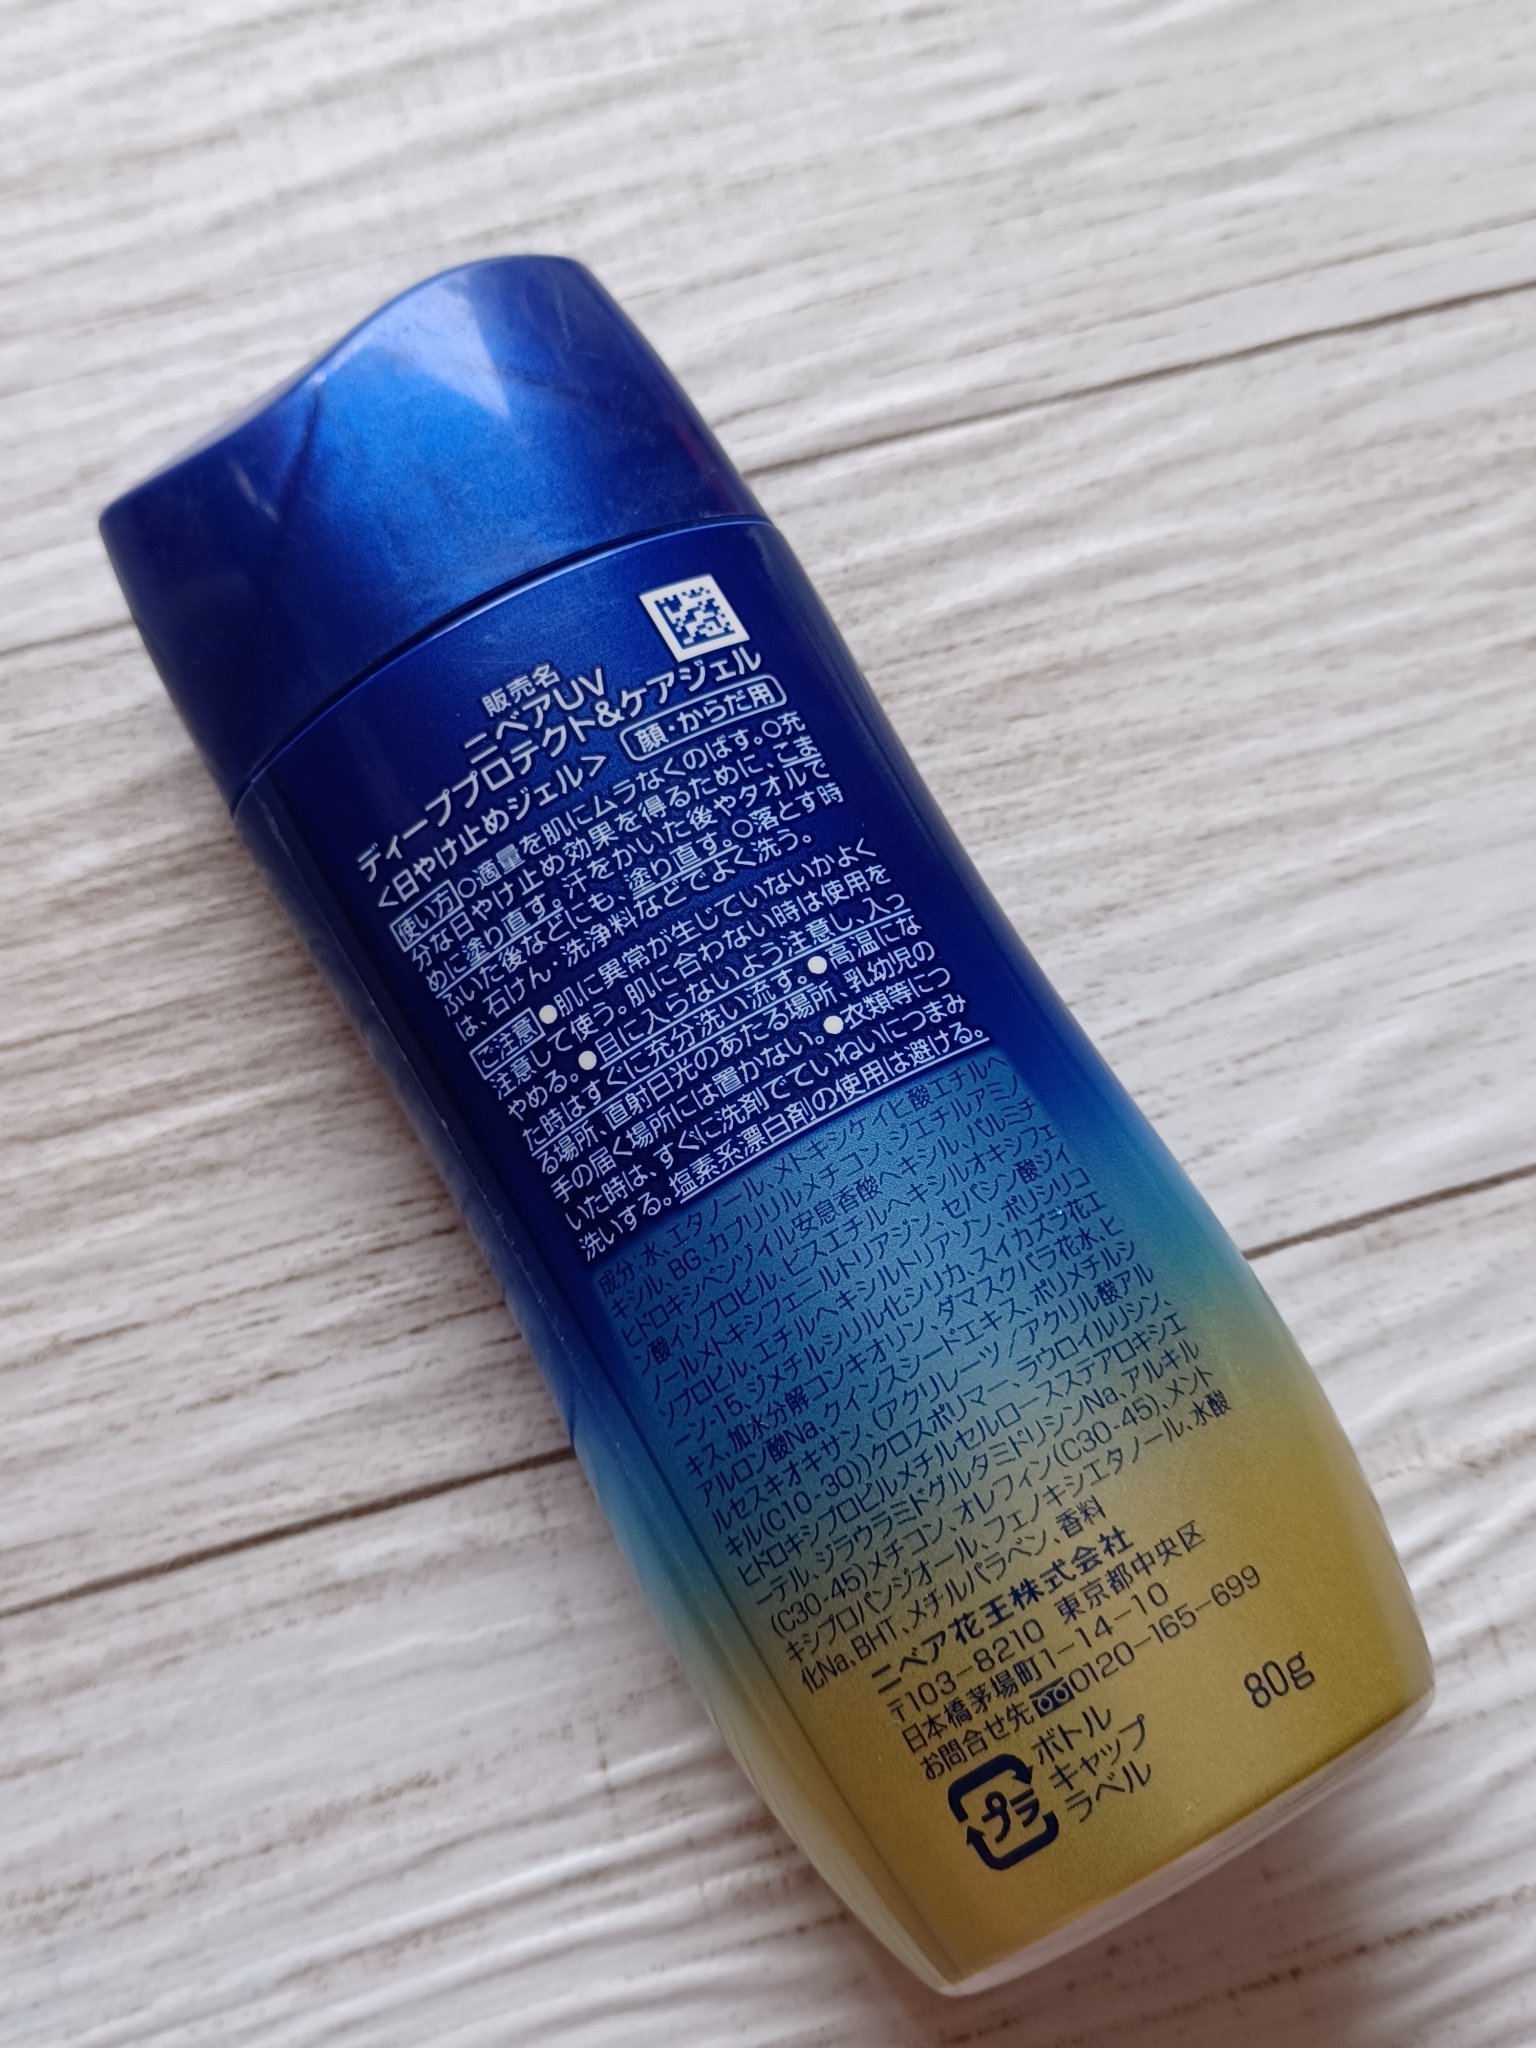 販売名
ニベアUV
ディーププロテクト&ケアジェル
<日やけ止めジェル> 顔・からだ用
使い方 ○適量を肌にムラなくのばす。○充
分な日やけ止め効果を得るために、こま
めに塗り直す。汗をかいた後やタオルで
ふいた後などにも、塗り直す。○落とす時
は、石けん・洗浄料などでよく洗う。
ご注意 ●肌に異常が生じていないかよく
注意して使う。肌に合わない時は使用を
やめる。●目に入らないよう注意し、入っ
た時はすぐに充分洗い流す。●高温にな
る場所、直射日光のあたる場所、乳幼児の
手の届く場所には置かない。●衣類等につ
いた時は、すぐに洗剤でていねいにつまみ
洗いする。塩素系漂白剤の使用は避ける。
成分:水、エタノール、メトキシケイヒ酸エチルヘ
キシル、BG、カプリリルメチコン、ジエチルアミノ
ヒドロキシベンゾイル安息香酸ヘキシル、パルミチ
ン酸イソプロピル、ビスエチルヘキシルオキシフェ
ノールメトキシフェニルトリアジン、セバシン酸ジイ
ソプロピル、エチルヘキシルトリアゾン、ポリシリコ
ーン-15、ジメチルシリル化シリカ、スイカズラ花エ
キス、加水分解コンキオリン、ダマスクバラ花水、ヒ
アルロン酸Na、クインスシードエキス、ポリメチルシ
ルセスキオキサン、(アクリレーツ/アクリル酸アル
キル(C10-30))クロスポリマー、ラウロイルリシン、
ヒドロキシプロピルメチルセルロースステアロキシエ
ーテル、ジラウラミドグルタミドリシンNa、アルキル
(C30-45)メチコン、オレフィン(C30-45)、メント
キシプロパンジオール、フェノキシエタノール、水酸
化Na、BHT、メチルパラベン、香料
ニベア花王株式会社
〒103-8210 東京都中央区
日本橋茅場町1-14-10
お問合せ先 0120-165-699
プラ ボトル
キャップ
ラベル
80g